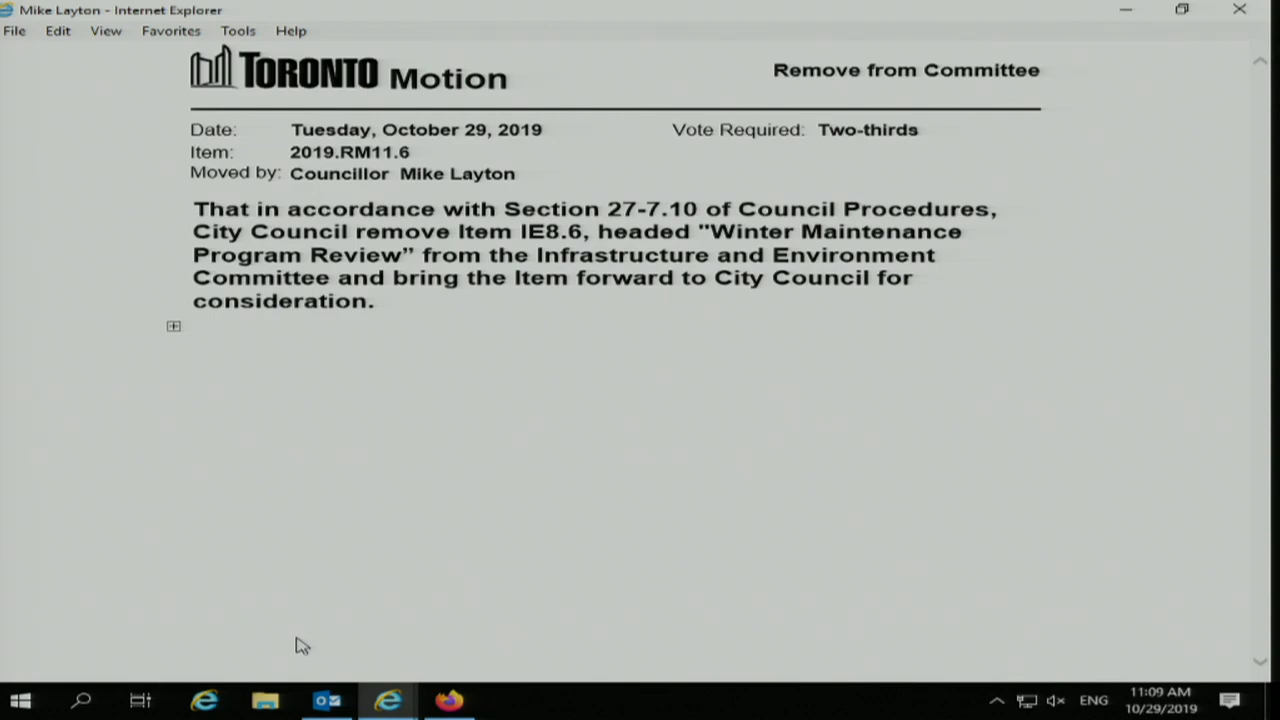 Mike Layton - Internet Explorer
File Edit View Favorites Tools Help
TORONTO Motion
Remove from Committee
Date: Tuesday, October 29, 2019 Vote Required: Two-thirds
Item: 2019.RM11.6
Moved by: Councillor Mike Layton
That in accordance with Section 27-7.10 of Council Procedures,
City Council remove Item IE8.6, headed "Winter Maintenance
Program Review” from the Infrastructure and Environment
Committee and bring the Item forward to City Council for
consideration.
ENG
11:09 AM
10/29/2019